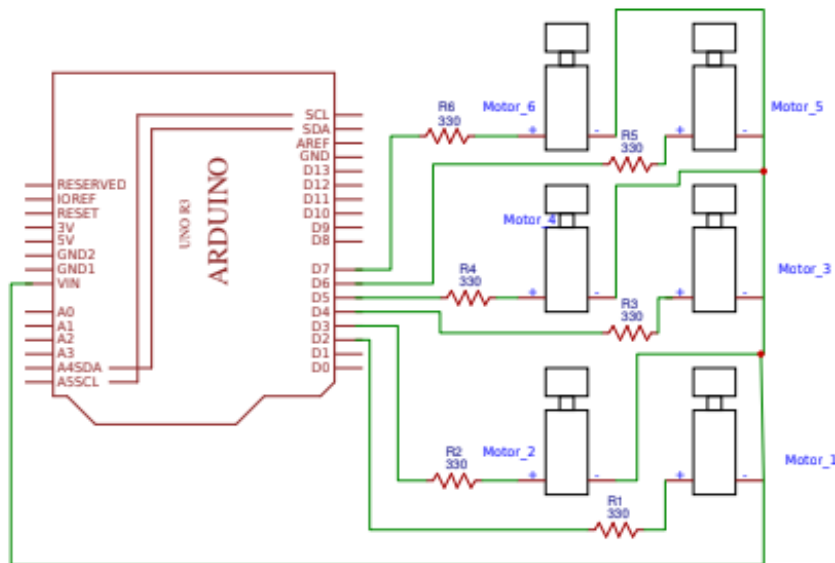 SCL
SDA
AREF
GND
D13
D12
D11
D10
D9
D8
D7
D6
D5
D4
D3
D2
D1
D0
RESERVED
IOREF
RESET
3V
5V
GND2
GND1
VIN
A0
A1
A2
A3
A4SDA
A5SCL
UNO R3
ARDUINO
R6
330
Motor_6
+
-
R5
330
Motor_5
+
-
R4
330
Motor_4
+
-
R3
330
Motor_3
+
-
R2
330
Motor_2
+
-
R1
330
Motor_1
+
-